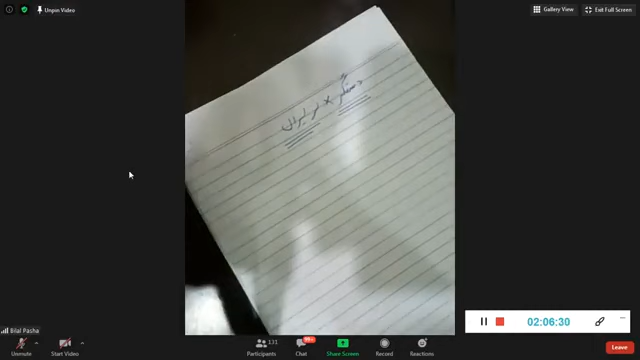 Unpin Video
Gallery View
Exit Full Screen
Bilal Pasha
02:06:30
Unmute
Start Video
131
Participants
99+
Chat
Share Screen
Record
Reactions
Leave